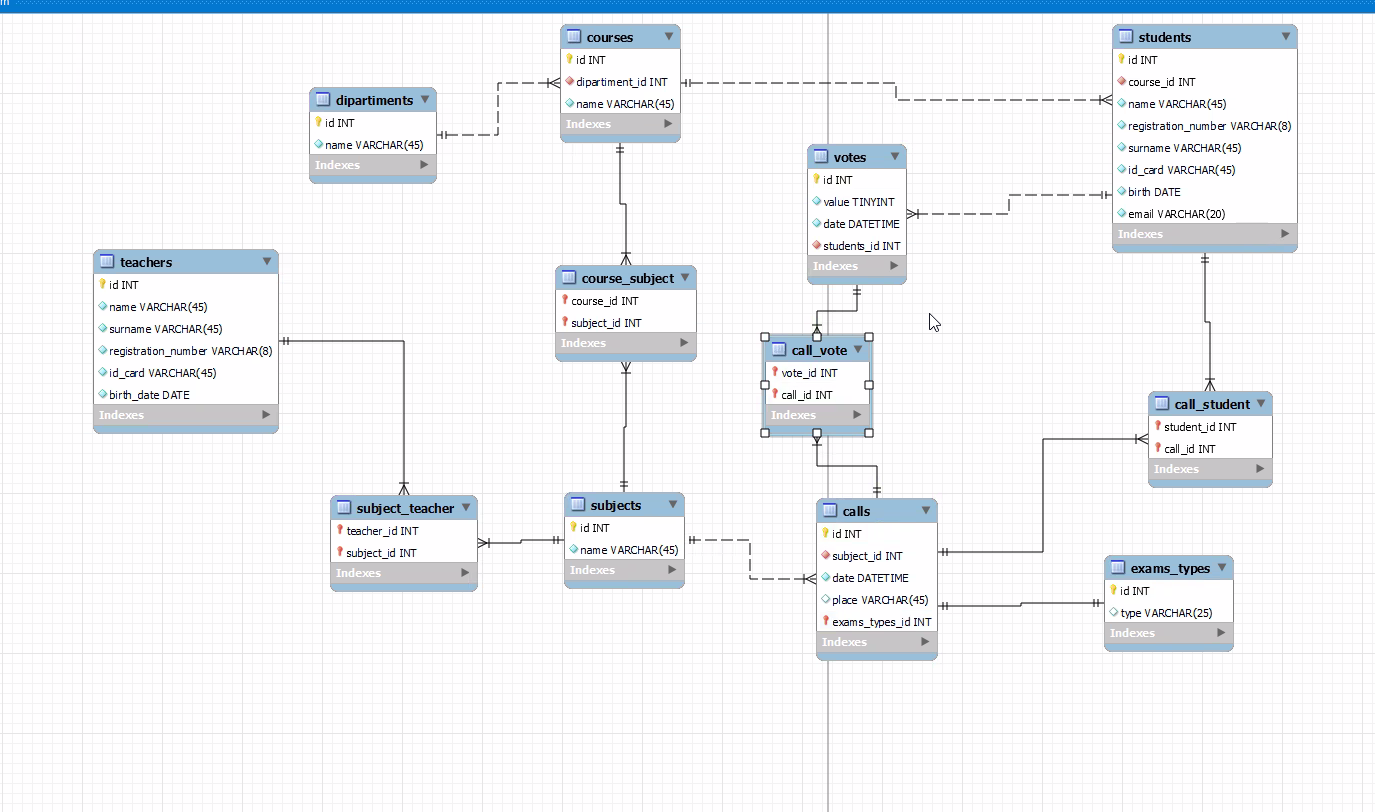 m
courses
id INT
dipartiment_id INT
name VARCHAR(45)
Indexes
students
id INT
course_id INT
name VARCHAR(45)
registration_number VARCHAR(8)
surname VARCHAR(45)
id_card VARCHAR(45)
birth DATE
email VARCHAR(20)
Indexes
dipartiments
id INT
name VARCHAR(45)
Indexes
votes
id INT
value TINYINT
date DATETIME
students_id INT
Indexes
teachers
id INT
name VARCHAR(45)
surname VARCHAR(45)
registration_number VARCHAR(8)
id_card VARCHAR(45)
birth_date DATE
Indexes
course_subject
course_id INT
subject_id INT
Indexes
call_vote
vote_id INT
call_id INT
Indexes
call_student
student_id INT
call_id INT
Indexes
subject_teacher
teacher_id INT
subject_id INT
Indexes
subjects
id INT
name VARCHAR(45)
Indexes
calls
id INT
subject_id INT
date DATETIME
place VARCHAR(45)
exams_types_id INT
Indexes
exams_types
id INT
type VARCHAR(25)
Indexes